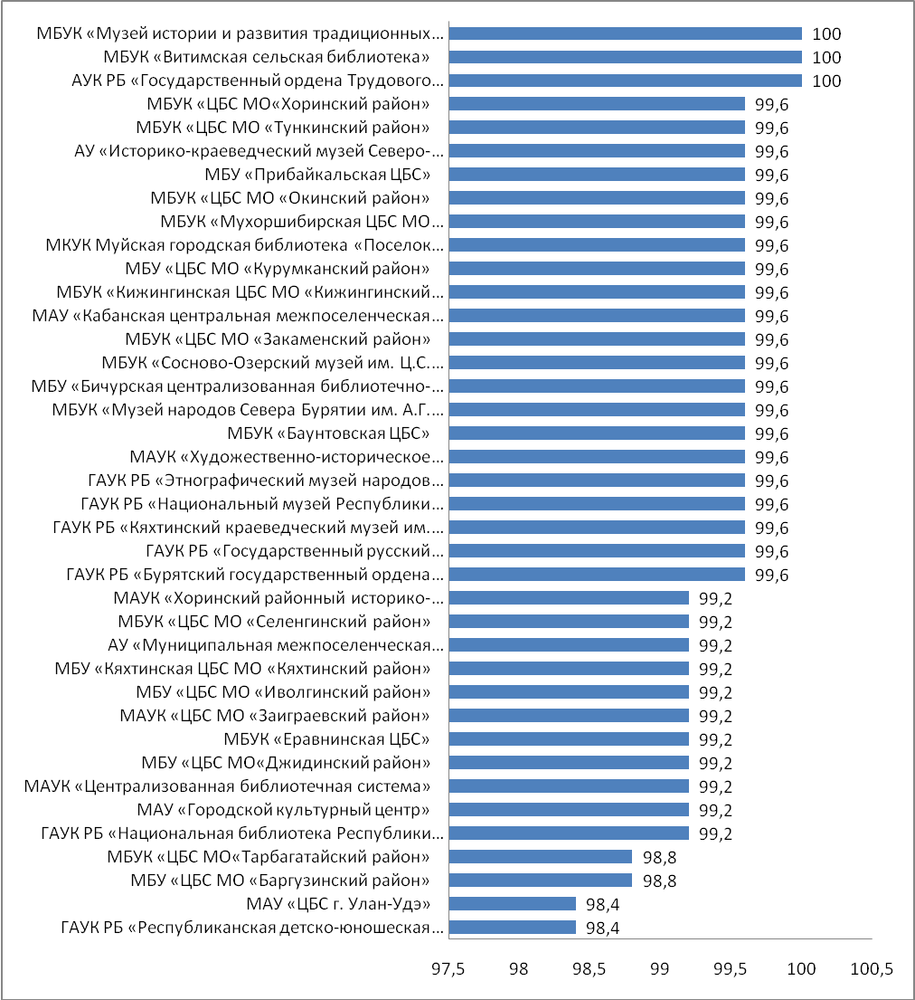 МБУК «Музей истории и развития традиционных... 100
МБУК «Витимская сельская библиотека» 100
АУК РБ «Государственный ордена Трудового... 100
МБУК «ЦБС МО«Хоринский район» 99,6
МБУК «ЦБС МО «Тункинский район» 99,6
АУ «Историко-краеведческий музей Северо-... 99,6
МБУ «Прибайкальская ЦБС» 99,6
МБУК «ЦБС МО «Окинский район» 99,6
МБУК «Мухоршибирская ЦБС МО... 99,6
МКУК Муйская городская библиотека «Поселок... 99,6
МБУ «ЦБС МО «Курумканский район» 99,6
МБУК «Кижингинская ЦБС МО «Кижингинский... 99,6
МАУ «Кабанская центральная межпоселенческая... 99,6
МБУК «ЦБС МО «Закаменский район» 99,6
МБУК «Сосново-Озерский музей им. Ц.С.... 99,6
МБУ «Бичурская централизованная библиотечно-... 99,6
МБУК «Музей народов Севера Бурятии им. А.Г.... 99,6
МБУК «Баунтовская ЦБС» 99,6
МАУК «Художественно-историческое... 99,6
ГАУК РБ «Этнографический музей народов... 99,6
ГАУК РБ «Национальный музей Республики... 99,6
ГАУК РБ «Кяхтинский краеведческий музей им.... 99,6
ГАУК РБ «Государственный русский... 99,6
ГАУК РБ «Бурятский государственный ордена... 99,6
МАУК «Хоринский районный историко-... 99,2
МБУК «ЦБС МО «Селенгинский район» 99,2
АУ «Муниципальная межпоселенческая... 99,2
МБУ «Кяхтинская ЦБС МО «Кяхтинский район» 99,2
МБУ «ЦБС МО «Иволгинский район» 99,2
МАУК «ЦБС МО «Заиграевский район» 99,2
МБУК «Еравнинская ЦБС» 99,2
МБУ «ЦБС МО«Джидинский район» 99,2
МАУК «Централизованная библиотечная система» 99,2
МАУ «Городской культурный центр» 99,2
ГАУК РБ «Национальная библиотека Республики... 99,2
МБУК «ЦБС МО«Тарбагатайский район» 98,8
МБУ «ЦБС МО «Баргузинский район» 98,8
МАУ «ЦБС г. Улан-Удэ» 98,4
ГАУК РБ «Республиканская детско-юношеская... 98,4
97,5 98 98,5 99 99,5 100 100,5